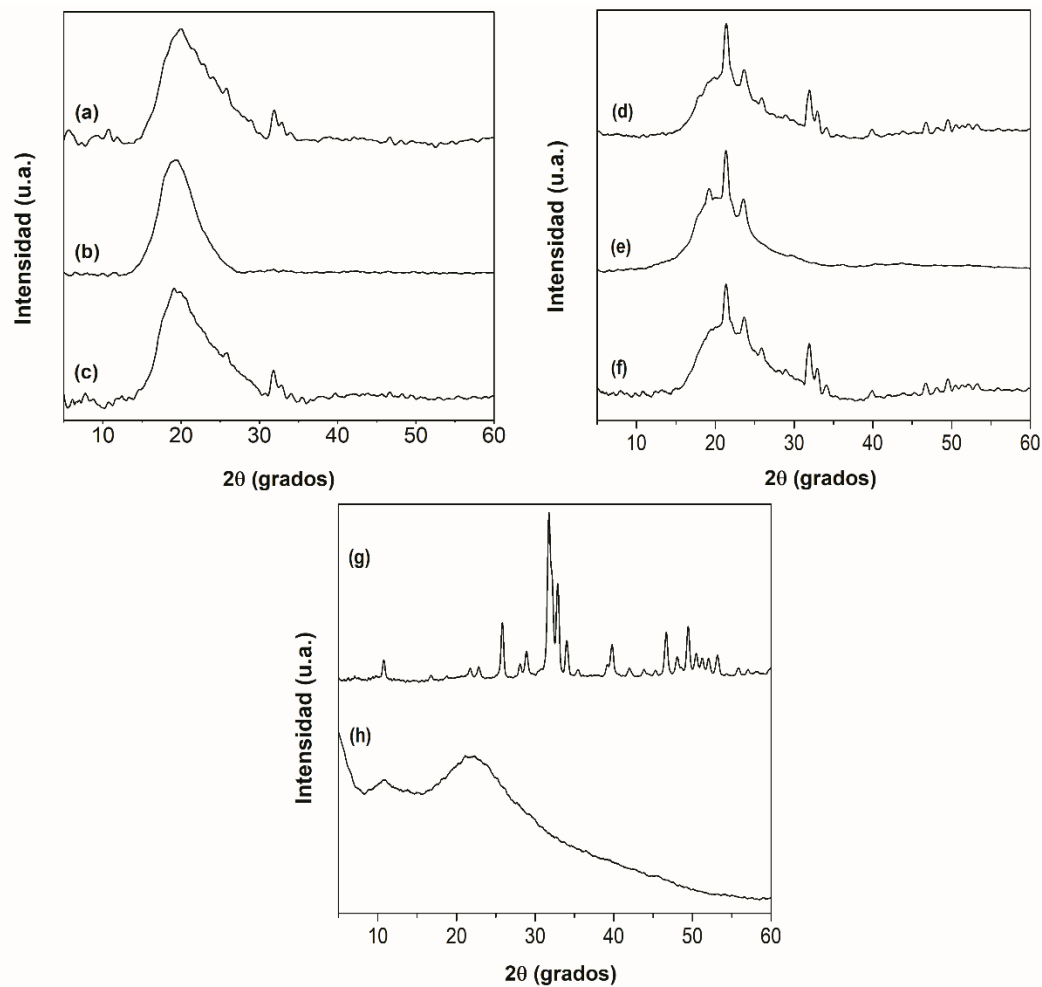 (a)
(b)
(c)
Intensidad (u.a.)
10 20 30 40 50 60
2θ (grados)
(d)
(e)
(f)
Intensidad (u.a.)
10 20 30 40 50 60
2θ (grados)
(g)
(h)
Intensidad (u.a.)
10 20 30 40 50 60
2θ (grados)